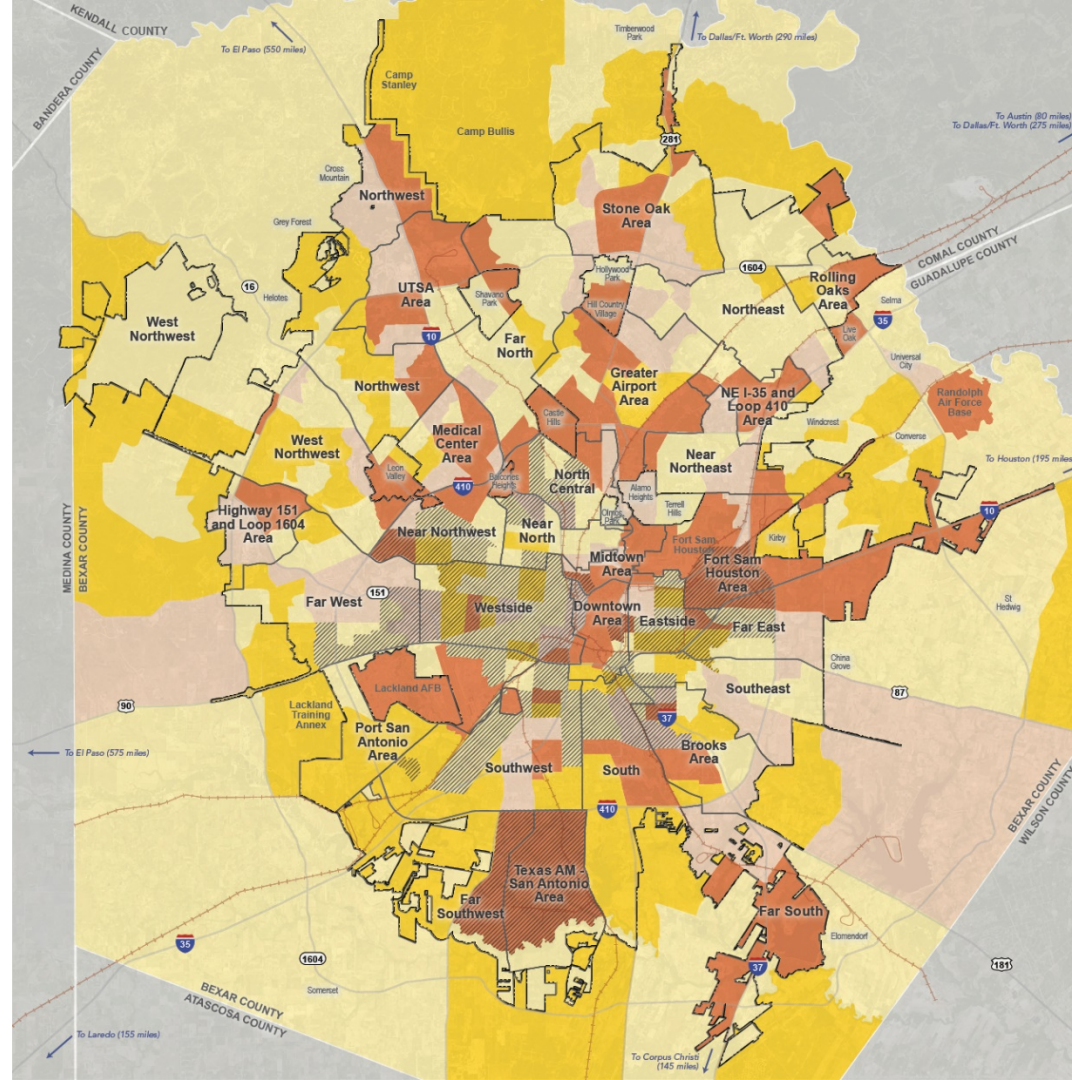 KENDALL COUNTY
BANDERA COUNTY
To El Paso (550 miles)
Timberwood
Park
To Dallas/Ft. Worth (290 miles)
Camp
Stanley
Camp Bullis
To Austin (80 miles)
To Dallas/Ft. Worth (275 miles)
281
Cross
Mountain
Northwest
Grey Forest
Stone Oak
Area
COMAL COUNTY
GUADALUPE COUNTY
Hollywood
Park
1604
Rolling
Oaks
Area
16
Helotes
UTSA
Area
Shavano
Park
Hill Country
Village
Northeast
Selma
35
West
Northwest
10
Far
North
Live
Oak
Universal
City
Northwest
Greater
Airport
Area
NE I-35 and
Loop 410
Area
Randolph
Air Force
Base
Castle
Hills
Windcrest
Converse
West
Northwest
Medical
Center
Area
Leon
Valley
410
Balcones
Heights
North
Central
Near
Northeast
Alamo
Heights
Terrell
Hills
Olmos
Park
To Houston (195 miles
10
Highway 151
and Loop 1604
Area
Near Northwest
Near
North
Fort Sam
Houston
Kirby
MEDINA COUNTY
BEXAR COUNTY
Midtown
Area
Fort Sam
Houston
Area
Far West
151
Westside
Downtown
Area
Eastside
Far East
St
Hedwig
China
Grove
Lackland AFB
Southeast
87
90
Lackland
Training
Annex
Port San
Antonio
Area
37
To El Paso (575 miles)
Brooks
Area
Southwest
South
410
BEXAR COUNTY
WILSON COUNTY
Texas AM -
San Antonio
Area
Far
Southwest
Far South
Elmendorf
35
1604
37
181
Somerset
BEXAR COUNTY
ATASCOSA COUNTY
To Laredo (155 miles)
To Corpus Christi
(145 miles)